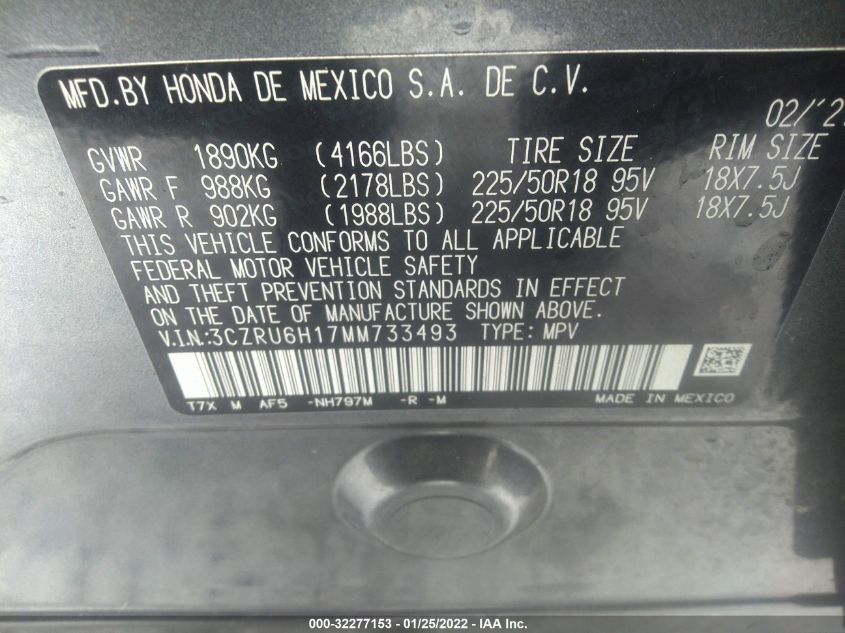 MFD.BY HONDA DE MEXICO S.A. DE C.V.
02/'2
GVWR 1890KG (4166LBS) TIRE SIZE RIM SIZE
GAWR F 988KG (2178LBS) 225/50R18 95V 18X7.5J
GAWR R 902KG (1988LBS) 225/50R18 95V 18X7.5J
THIS VEHICLE CONFORMS TO ALL APPLICABLE
FEDERAL MOTOR VEHICLE SAFETY
AND THEFT PREVENTION STANDARDS IN EFFECT
ON THE DATE OF MANUFACTURE SHOWN ABOVE.
V.I.N.:3CZRU6H17MM733493 TYPE: MPV
T7X M AF5 -NH797M -R -M MADE IN MEXICO
000-32277153 - 01/25/2022 - IAA Inc.